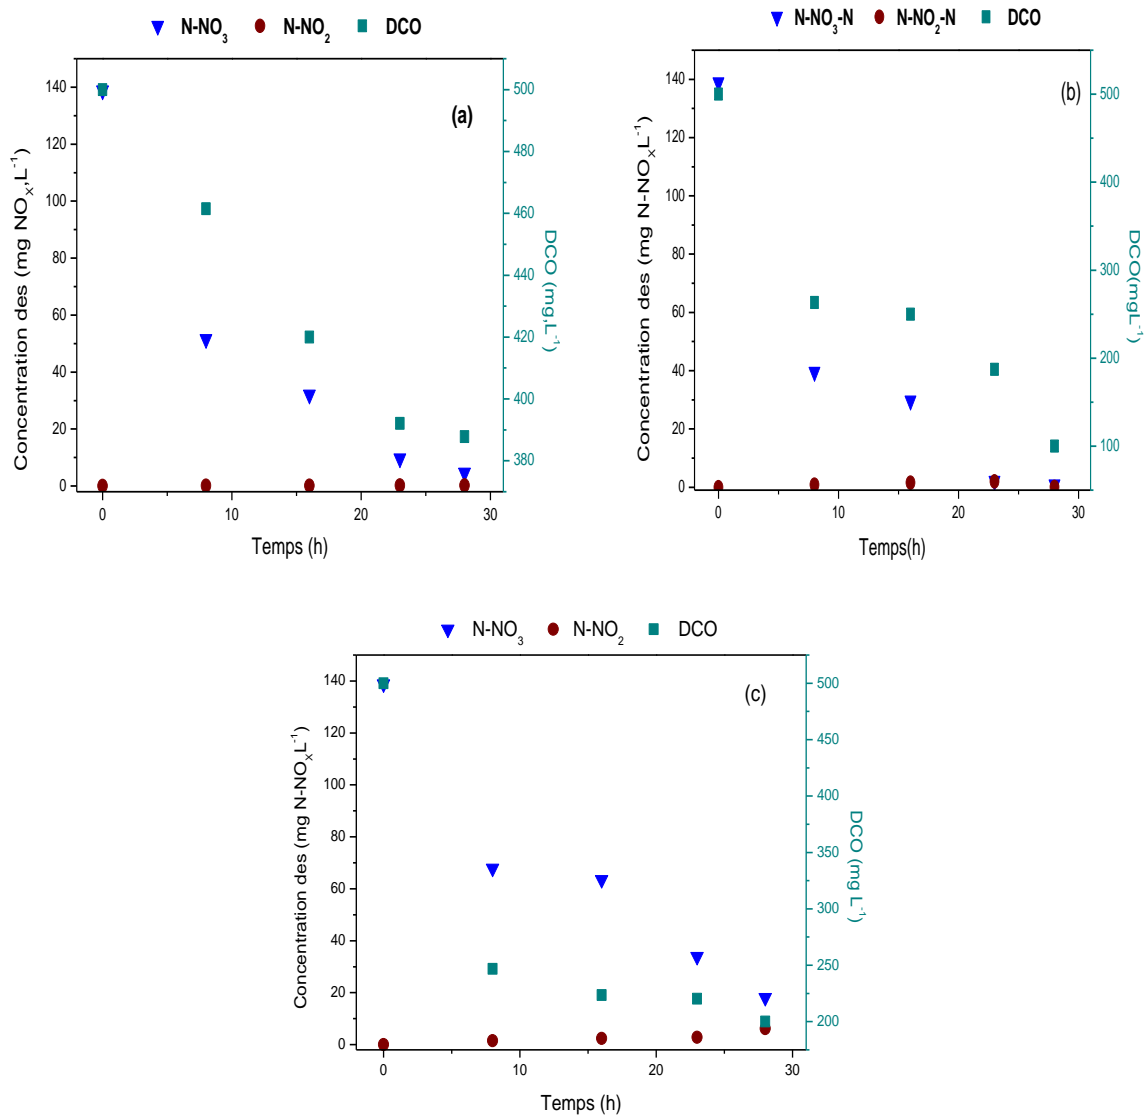 N-NO₃ N-NO₂ DCO
(a)
140
120
100
80
60
40
20
0
Concentration des (mg NOₓ,L⁻¹)
500
480
460
440
420
400
380
DCO (mg,L⁻¹)
0 10 20 30
Temps (h)
N-NO₃-N N-NO₂-N DCO
(b)
140
120
100
80
60
40
20
0
Concentration des (mg N-NOₓL⁻¹)
500
400
300
200
100
DCO(mgL⁻¹)
0 10 20 30
Temps(h)
N-NO₃ N-NO₂ DCO
(c)
140
120
100
80
60
40
20
0
Concentration des (mg N-NOₓL⁻¹)
500
450
400
350
300
250
200
DCO (mg L⁻¹)
0 10 20 30
Temps (h)